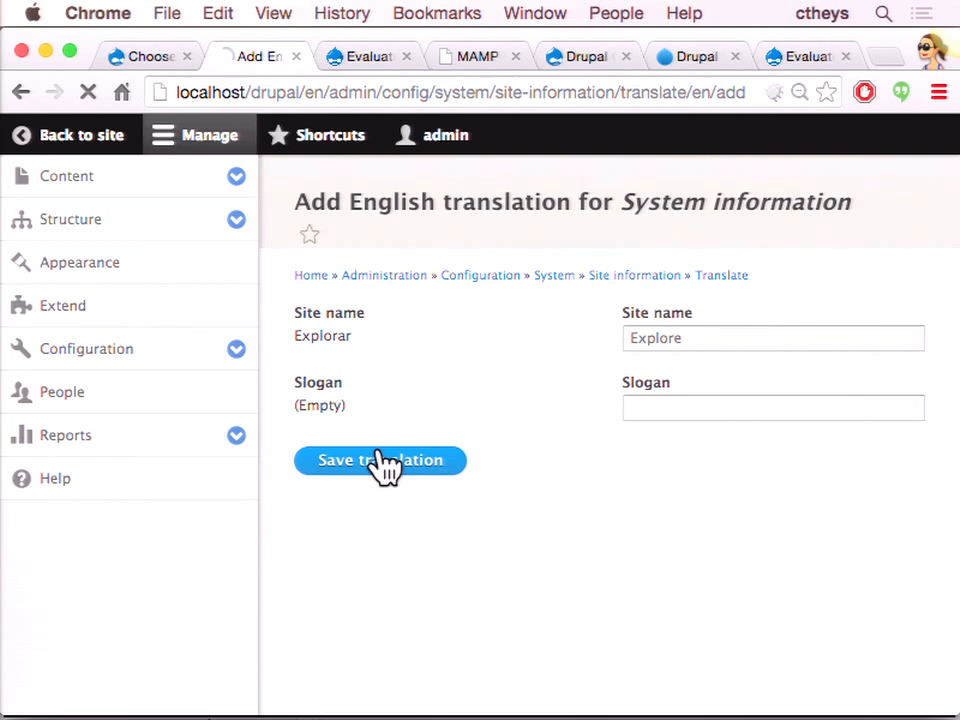 Chrome File Edit View History Bookmarks Window People Help ctheys
Choose Add En Evaluat MAMP Drupal Drupal Evaluat
localhost/drupal/en/admin/config/system/site-information/translate/en/add
Back to site Manage Shortcuts admin
Content
Structure
Appearance
Extend
Configuration
People
Reports
Help
Add English translation for System information
Home » Administration » Configuration » System » Site information » Translate
Site name
Explorar
Site name
Explore
Slogan
(Empty)
Slogan
Save translation